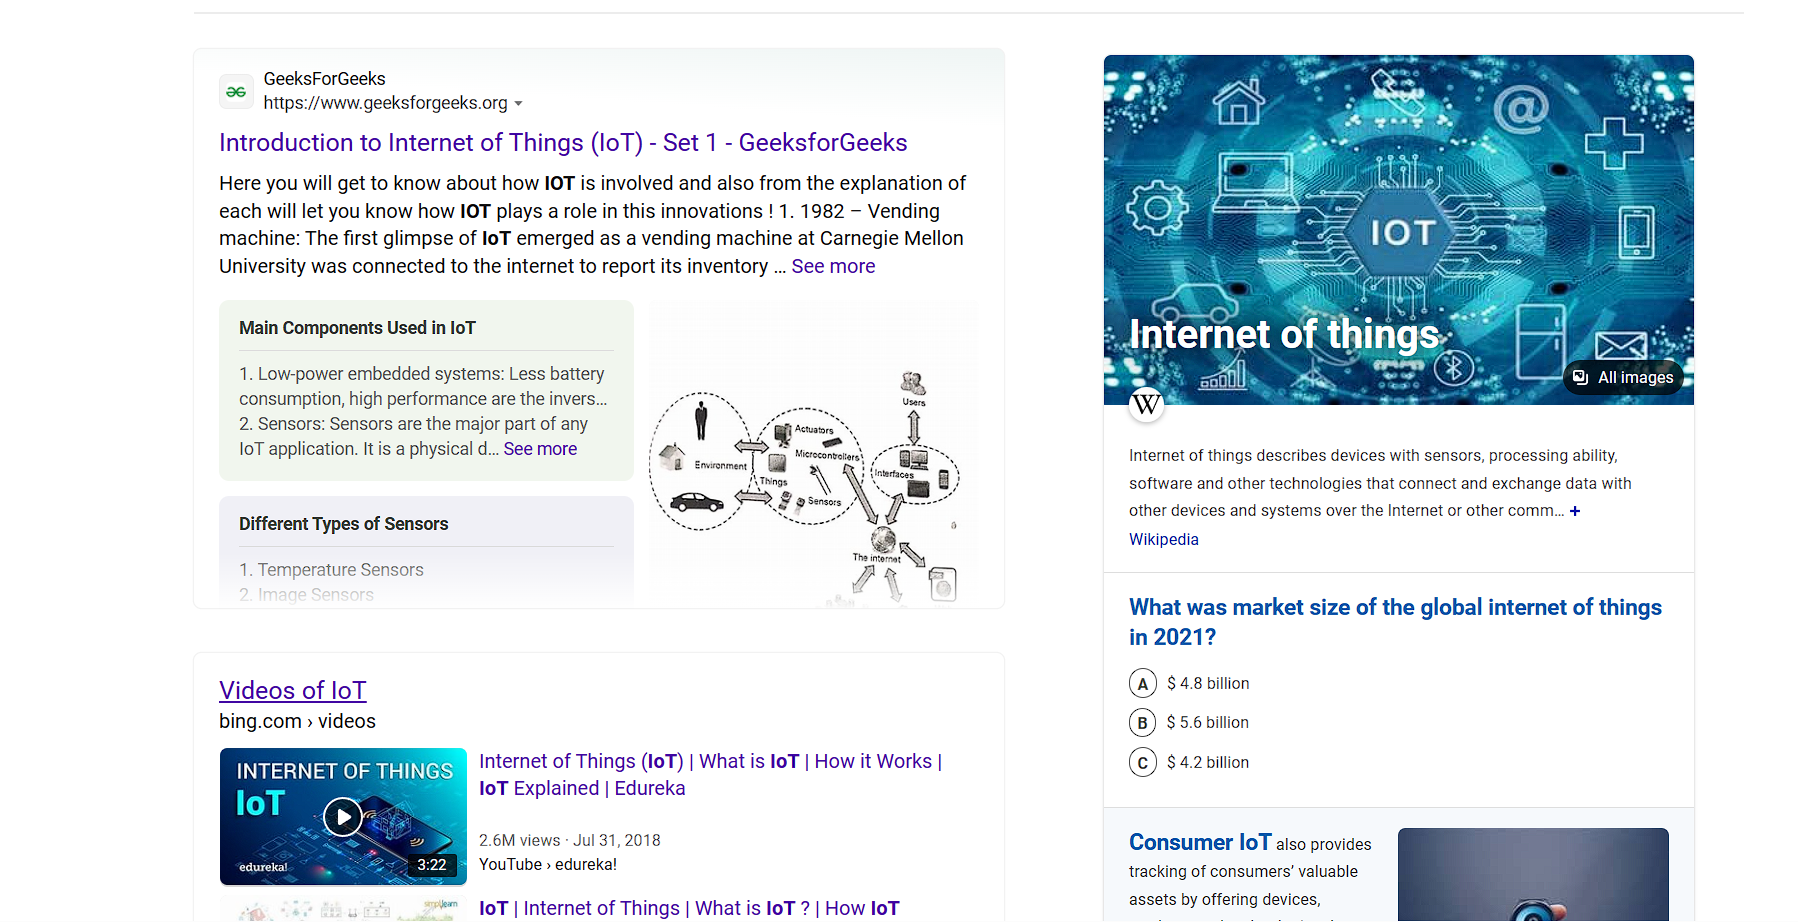 GeeksForGeeks
https://www.geeksforgeeks.org
Introduction to Internet of Things (IoT) - Set 1 - GeeksforGeeks
Here you will get to know about how IOT is involved and also from the explanation of
each will let you know how IOT plays a role in this innovations ! 1. 1982 – Vending
machine: The first glimpse of IoT emerged as a vending machine at Carnegie Mellon
University was connected to the internet to report its inventory ... See more
Main Components Used in IoT
1. Low-power embedded systems: Less battery
consumption, high performance are the invers...
2. Sensors: Sensors are the major part of any
IoT application. It is a physical d... See more
Different Types of Sensors
1. Temperature Sensors
2. Image Sensors
Users
Actuators
Microcontrollers
Environment
Interfaces
Things
Sensors
The internet
Videos of IoT
bing.com › videos
INTERNET OF THINGS
IoT
edureka!
3:22
Internet of Things (IoT) | What is IoT | How it Works |
IoT Explained | Edureka
2.6M views · Jul 31, 2018
YouTube › edureka!
simplilearn
IoT | Internet of Things | What is IoT ? | How IoT
IOT
Internet of things
All images
W
Internet of things describes devices with sensors, processing ability,
software and other technologies that connect and exchange data with
other devices and systems over the Internet or other comm... +
Wikipedia
What was market size of the global internet of things
in 2021?
A $ 4.8 billion
B $ 5.6 billion
C $ 4.2 billion
Consumer IoT also provides
tracking of consumers' valuable
assets by offering devices,